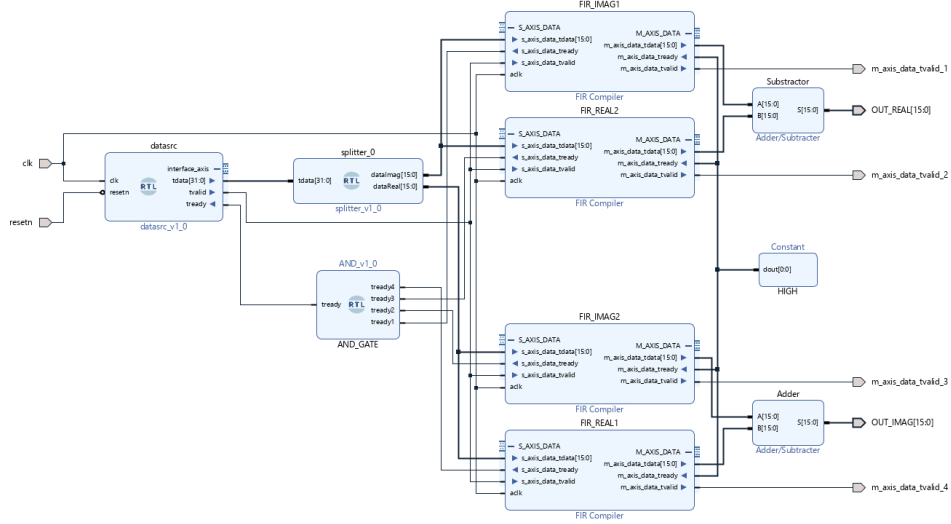 FIR_IMAG1
S_AXIS_DATA
s_axis_data_tdata[15:0]
s_axis_data_tready
s_axis_data_tvalid
aclk
M_AXIS_DATA
m_axis_data_tdata[15:0]
m_axis_data_tready
m_axis_data_tvalid
FIR Compiler
m_axis_data_tvalid_1
Substractor
A[15:0]
B[15:0]
S[15:0]
Adder/Subtracter
OUT_REAL[15:0]
FIR_REAL2
S_AXIS_DATA
s_axis_data_tdata[15:0]
s_axis_data_tready
s_axis_data_tvalid
aclk
M_AXIS_DATA
m_axis_data_tdata[15:0]
m_axis_data_tready
m_axis_data_tvalid
FIR Compiler
m_axis_data_tvalid_2
clk
resetn
datasrc
clk
resetn
RTL
interface_axis
tdata[31:0]
tvalid
tready
datasrc_v1_0
splitter_0
tdata[31:0]
RTL
dataImag[15:0]
dataReal[15:0]
splitter_v1_0
Constant
dout[0:0]
HIGH
AND_v1_0
tready
RTL
tready4
tready3
tready2
tready1
AND_GATE
FIR_IMAG2
S_AXIS_DATA
s_axis_data_tdata[15:0]
s_axis_data_tready
s_axis_data_tvalid
aclk
M_AXIS_DATA
m_axis_data_tdata[15:0]
m_axis_data_tready
m_axis_data_tvalid
FIR Compiler
m_axis_data_tvalid_3
Adder
A[15:0]
B[15:0]
S[15:0]
Adder/Subtracter
OUT_IMAG[15:0]
FIR_REAL1
S_AXIS_DATA
s_axis_data_tdata[15:0]
s_axis_data_tready
s_axis_data_tvalid
aclk
M_AXIS_DATA
m_axis_data_tdata[15:0]
m_axis_data_tready
m_axis_data_tvalid
FIR Compiler
m_axis_data_tvalid_4